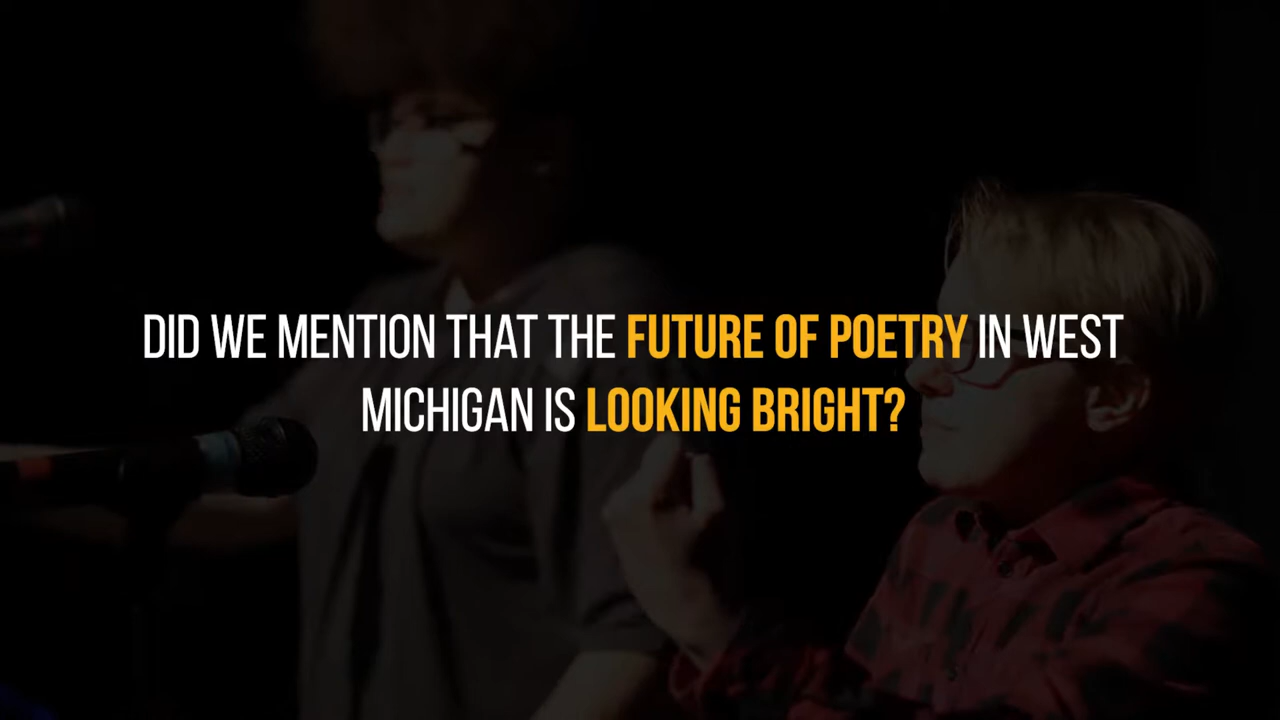 DID WE MENTION THAT THE FUTURE OF POETRY IN WEST
MICHIGAN IS LOOKING BRIGHT?